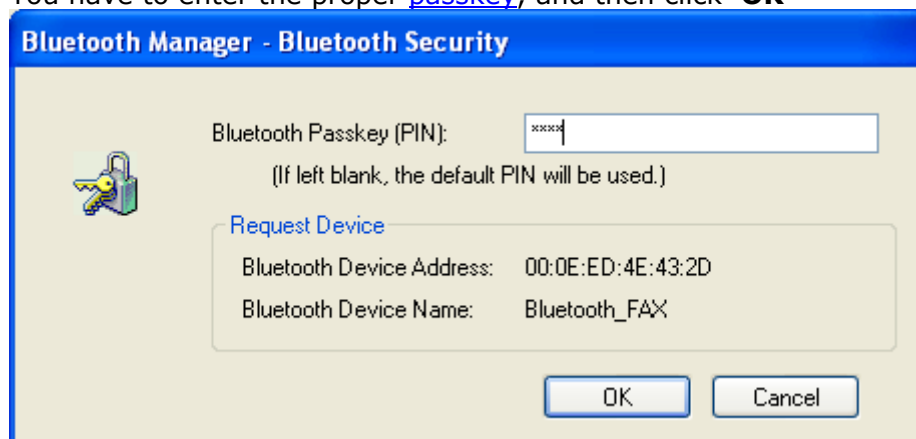 You have to enter the proper passkey, and then click "OK"
Bluetooth Manager - Bluetooth Security
Bluetooth Passkey (PIN): ****
(If left blank, the default PIN will be used.)
Request Device
Bluetooth Device Address: 00:0E:ED:4E:43:2D
Bluetooth Device Name: Bluetooth_FAX
OK Cancel